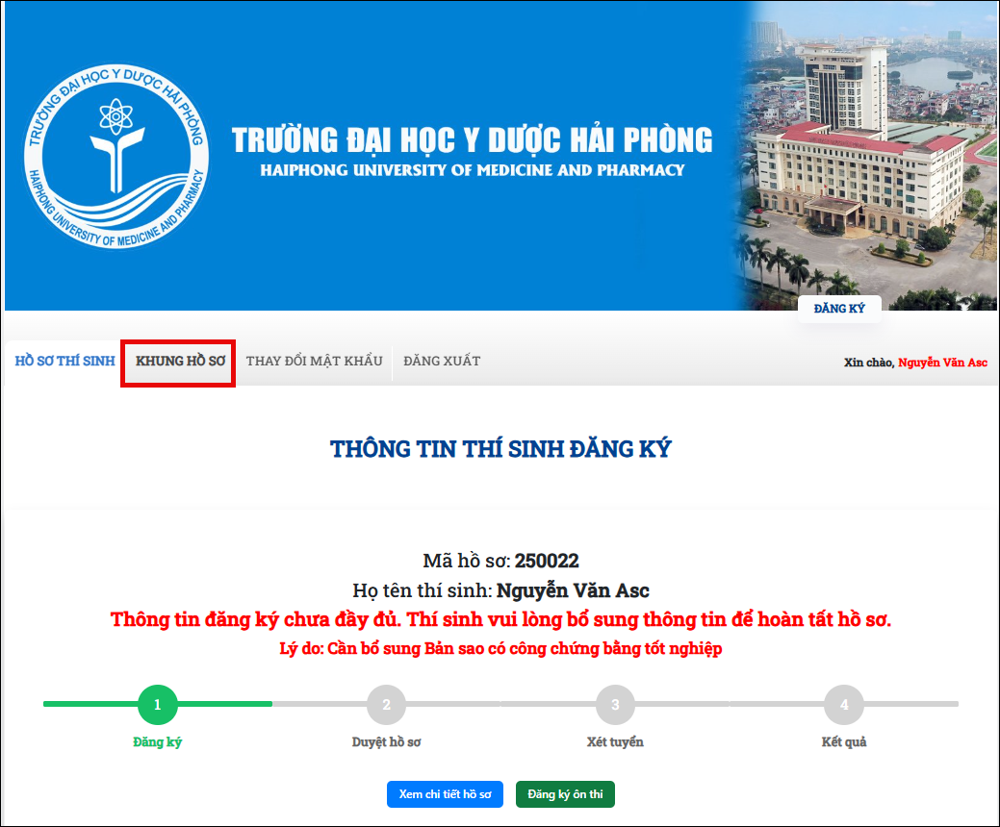 TRƯỜNG ĐẠI HỌC Y DƯỢC HẢI PHÒNG
HAIPHONG UNIVERSITY OF MEDICINE AND PHARMACY
TRƯỜNG ĐẠI HỌC Y DƯỢC HẢI PHÒNG
HAIPHONG UNIVERSITY OF MEDICINE AND PHARMACY
ĐĂNG KÝ
HỒ SƠ THÍ SINH KHUNG HỒ SƠ THAY ĐỔI MẬT KHẨU ĐĂNG XUẤT Xin chào, Nguyễn Văn Asc
THÔNG TIN THÍ SINH ĐĂNG KÝ
Mã hồ sơ: 250022
Họ tên thí sinh: Nguyễn Văn Asc
Thông tin đăng ký chưa đầy đủ. Thí sinh vui lòng bổ sung thông tin để hoàn tất hồ sơ.
Lý do: Cần bổ sung Bản sao có công chứng bằng tốt nghiệp
1 2 3 4
Đăng ký Duyệt hồ sơ Xét tuyển Kết quả
Xem chi tiết hồ sơ Đăng ký ôn thi